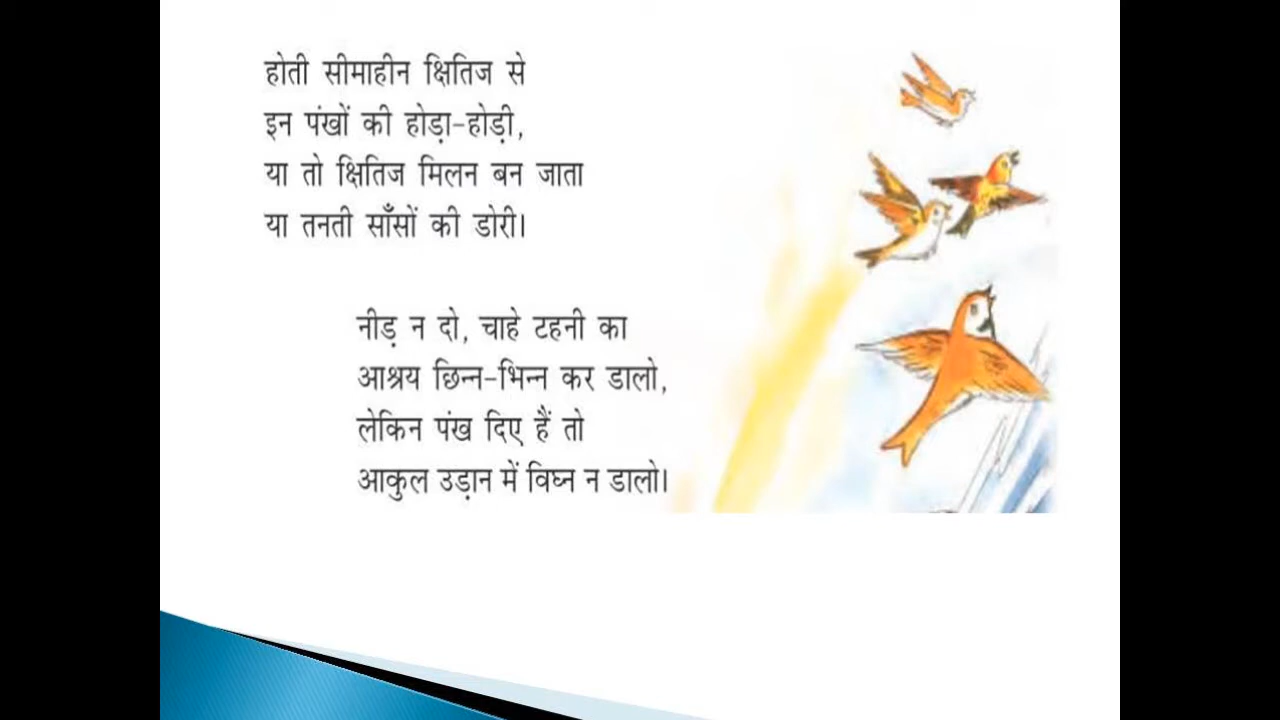 होती सीमाहीन क्षितिज से
इन पंखों की होड़ा-होड़ी,
या तो क्षितिज मिलन बन जाता
या तनती साँसों की डोरी।
नीड़ न दो, चाहे टहनी का
आश्रय छिन्न-भिन्न कर डालो,
लेकिन पंख दिए हैं तो
आकुल उड़ान में विघ्न न डालो।